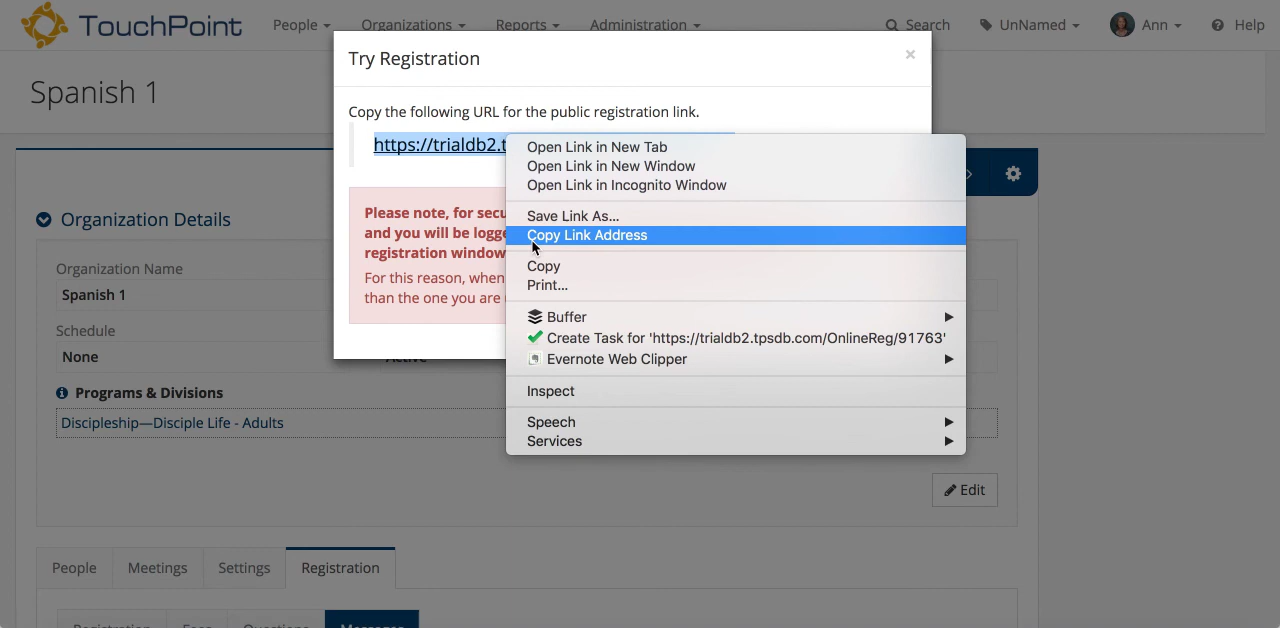 TouchPoint People Organizations Reports Administration Search UnNamed Ann Help
Try Registration ×
Spanish 1
Copy the following URL for the public registration link.
https://trialdb2.t
Open Link in New Tab
Open Link in New Window
Open Link in Incognito Window
Please note, for secu
Save Link As...
and you will be logge
Copy Link Address
registration window
Copy
For this reason, when
Print...
than the one you are
Buffer
Create Task for 'https://trialdb2.tpsdb.com/OnlineReg/91763'
Evernote Web Clipper
Inspect
Speech
Services
Organization Details
Organization Name
Spanish 1
Schedule
None
Active
Programs & Divisions
Discipleship—Disciple Life - Adults
Edit
People Meetings Settings Registration
Registration Fees Questions Messages